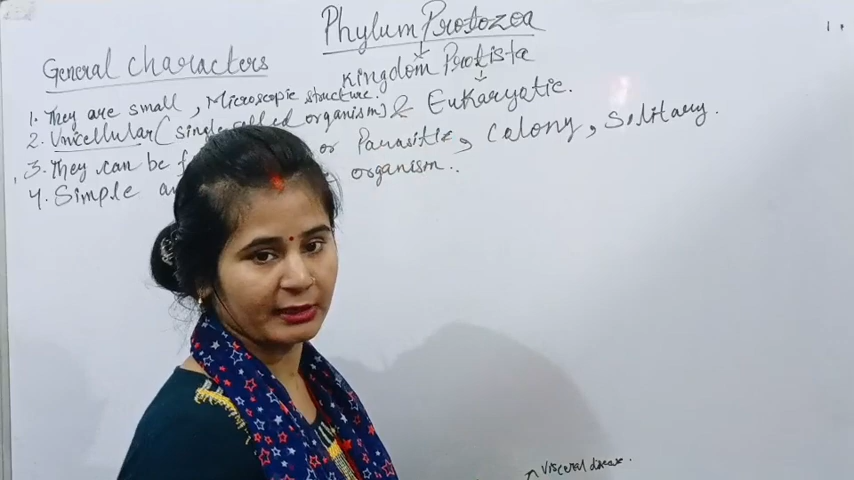 Phylum Protozoa
Kingdom Protista
General characters
1. They are small, Microscopic structure.
2. Unicellular (single celled organism) & Eukaryotic.
3. They can be or Parasitic, Colony, Solitary.
4. Simple organism..
↗ Visceral disease.